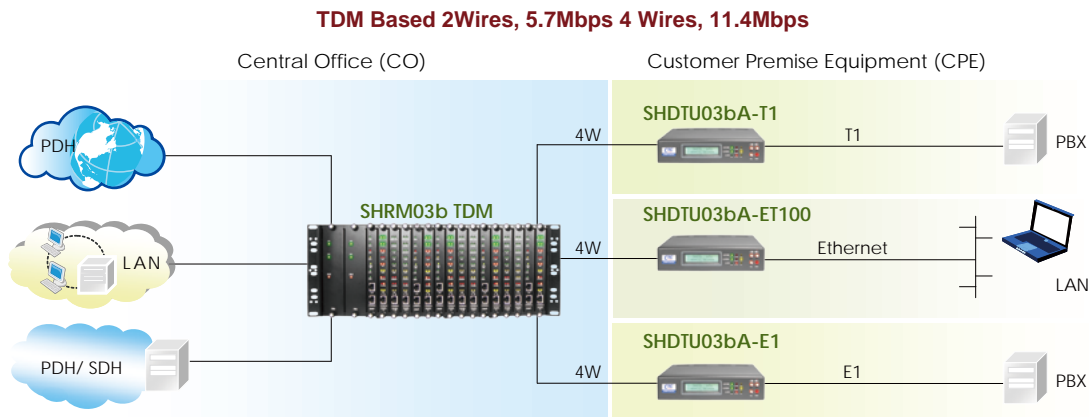 TDM Based 2Wires, 5.7Mbps 4 Wires, 11.4Mbps
Central Office (CO)
Customer Premise Equipment (CPE)
PDH
LAN
PDH/ SDH
SHRM03b TDM
4W
SHDTU03bA-T1
T1
PBX
4W
SHDTU03bA-ET100
Ethernet
LAN
4W
SHDTU03bA-E1
E1
PBX